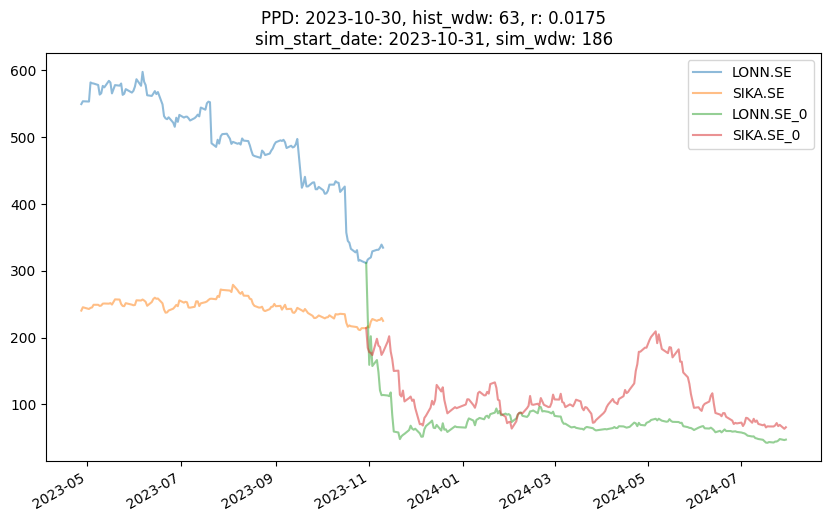 PPD: 2023-10-30, hist_wdw: 63, r: 0.0175
sim_start_date: 2023-10-31, sim_wdw: 186
LONN.SE
SIKA.SE
LONN.SE_0
SIKA.SE_0
600
500
400
300
200
100
2023-05
2023-07
2023-09
2023-11
2024-01
2024-03
2024-05
2024-07